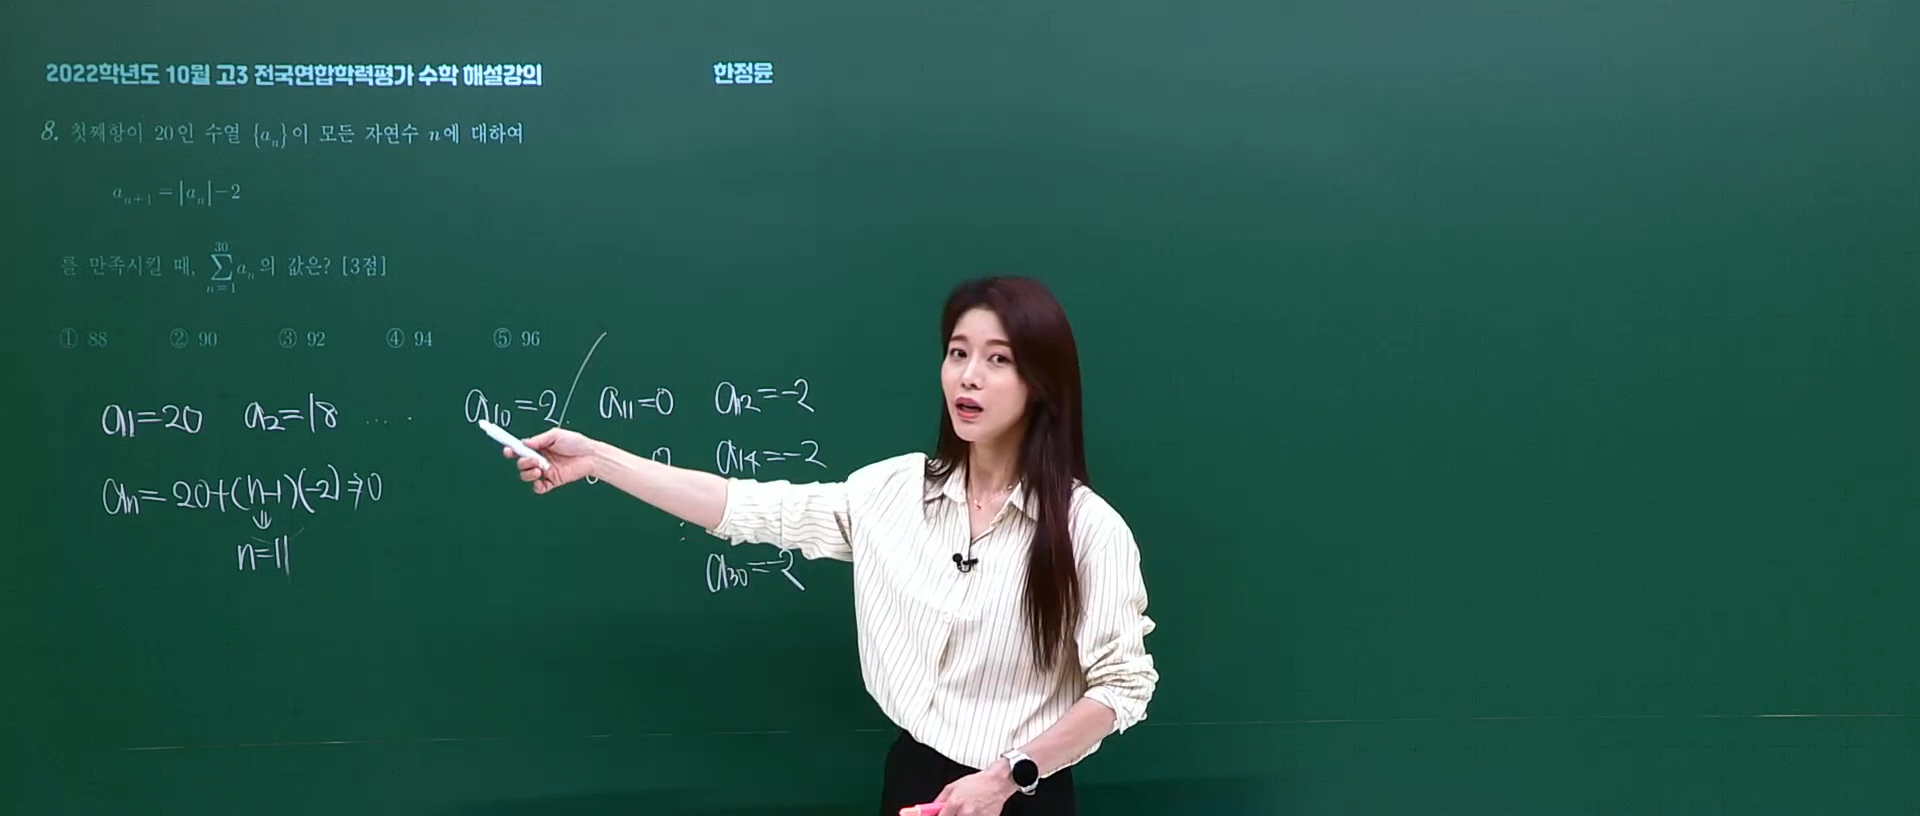 2022학년도 10월 고3 전국연합학력평가 수학 해설강의 한정윤
8. 첫째항이 20인 수열 {aₙ}이 모든 자연수 n에 대하여
aₙ₊₁ = |aₙ| - 2
를 만족시킬 때, ∑ₙ₌₁³⁰ aₙ의 값은? [3점]
① 88 ② 90 ③ 92 ④ 94 ⑤ 96
a₁=20 a₂=18 ···· a₁₀=2 a₁₁=0 a₁₂=-2
0 a₁₄=-2
aₙ=20+(n-1)(-2)=0
⇓
n=11
a₃₀=-2